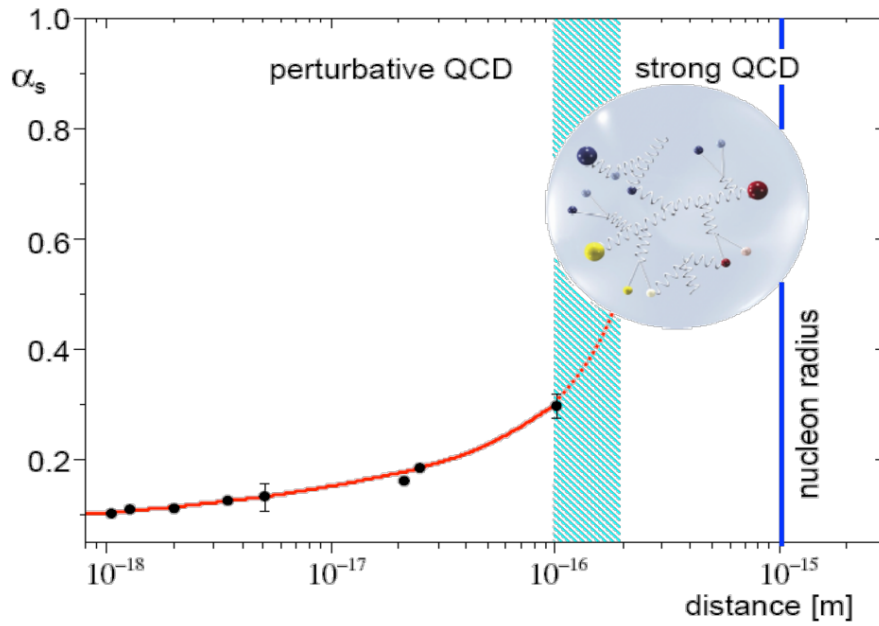 1.0
perturbative QCD
strong QCD
αs
0.8
0.6
0.4
0.2
nucleon radius
10⁻¹⁸
10⁻¹⁷
10⁻¹⁶
10⁻¹⁵
distance [m]